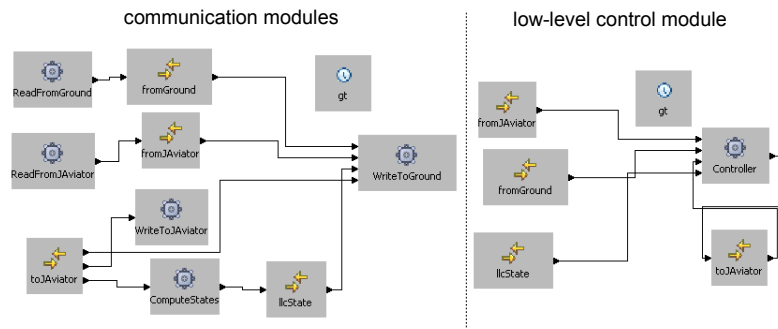 communication modules
low-level control module
ReadFromGround
fromGround
gt
ReadFromJAviator
fromJAviator
WriteToGround
WriteToJAviator
toJAviator
ComputeStates
llcState
fromJAviator
gt
fromGround
Controller
llcState
toJAviator